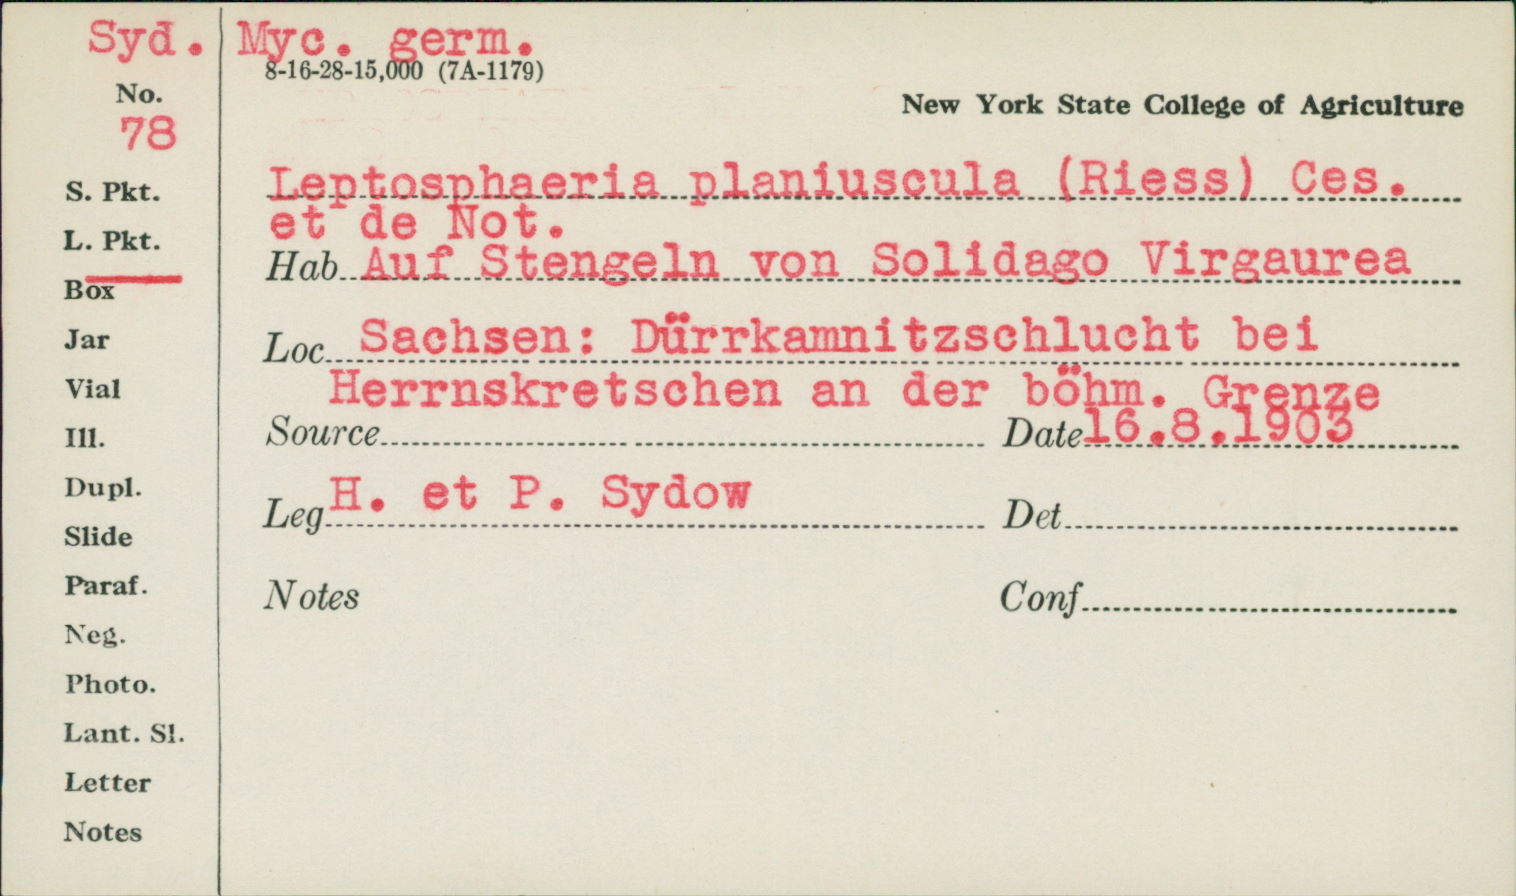 Syd. Myc. germ.
8-16-28-15,000 (7A-1179)
No.
78
New York State College of Agriculture
S. Pkt.
L. Pkt.
Box
Jar
Vial
Ill.
Dupl.
Slide
Paraf.
Neg.
Photo.
Lant. Sl.
Letter
Notes
Leptosphaeria planiuscula (Riess) Ces.
et de Not.
Hab Auf Stengeln von Solidago Virgaurea
Loc Sachsen: Dürrkamnitzschlucht bei
Herrnskretschen an der böhm. Grenze
Source Date 16.8.1903
Leg H. et P. Sydow Det
Notes Conf